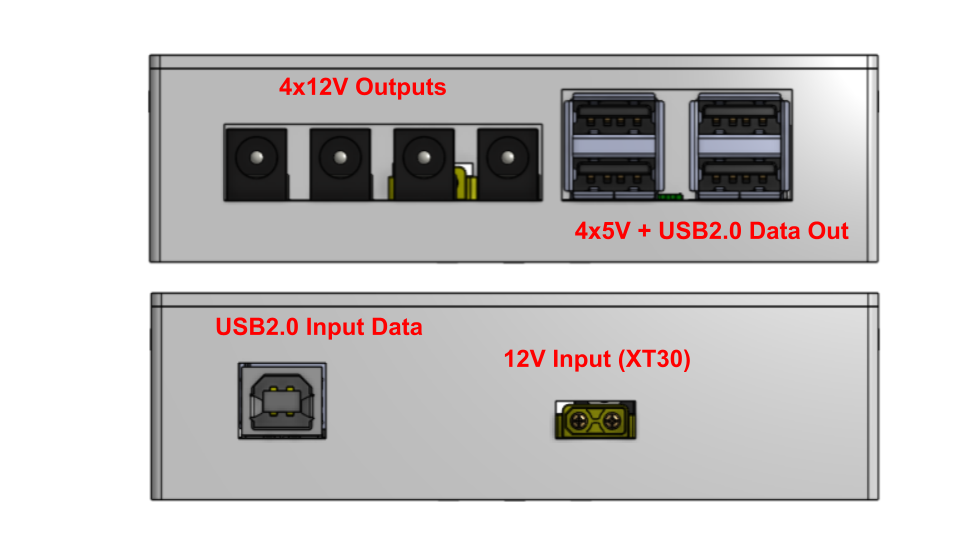 4x12V Outputs
4x5V + USB2.0 Data Out
USB2.0 Input Data
12V Input (XT30)